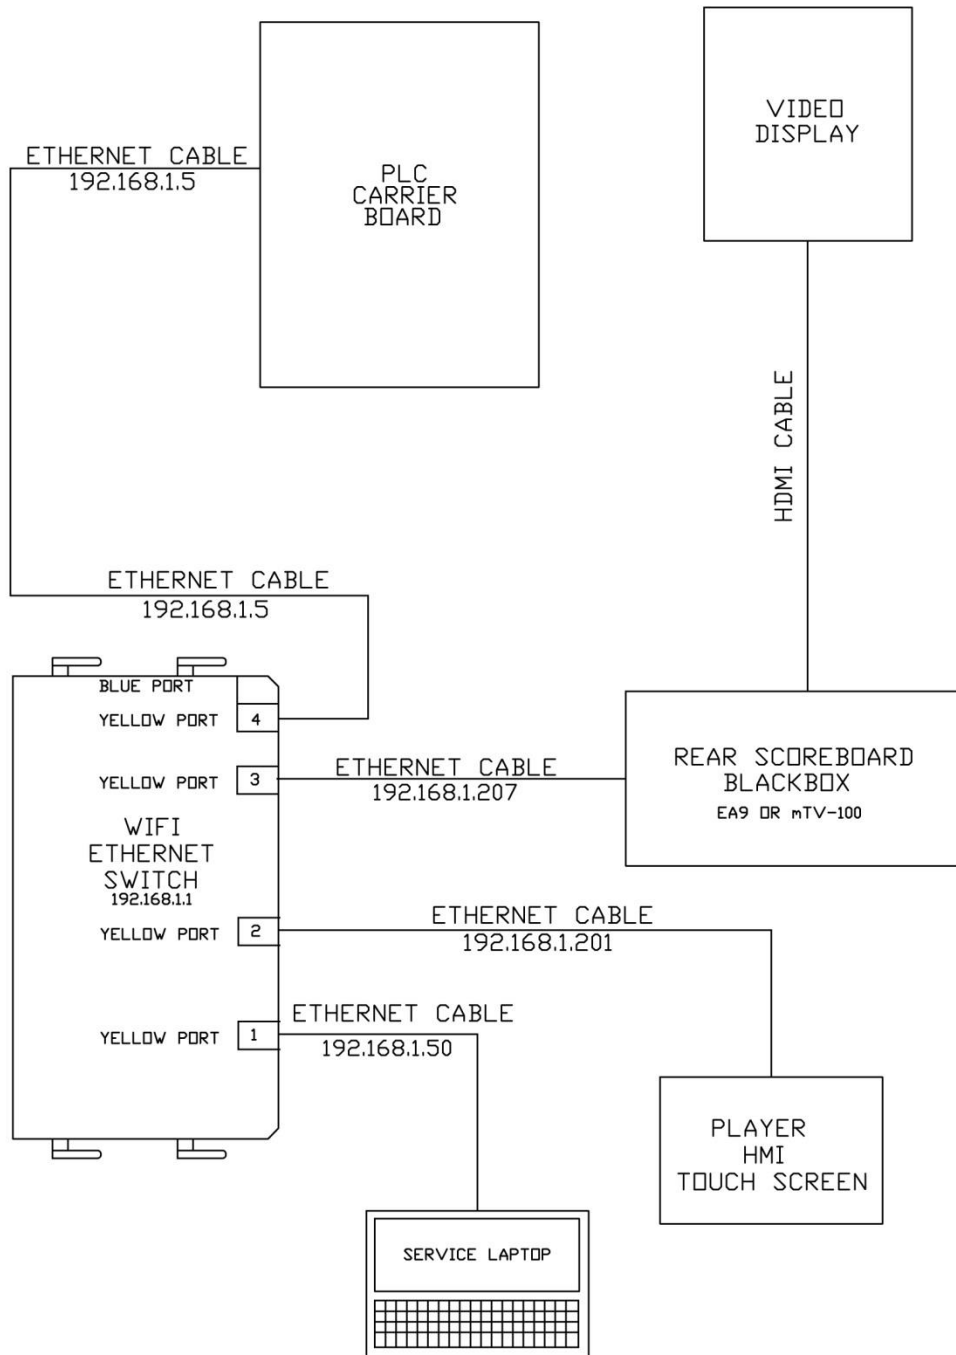 VIDEO
DISPLAY
ETHERNET CABLE
192.168.1.5
PLC
CARRIER
BOARD
HDMI CABLE
ETHERNET CABLE
192.168.1.5
BLUE PORT
YELLOW PORT 4
YELLOW PORT 3
ETHERNET CABLE
192.168.1.207
REAR SCOREBOARD
BLACKBOX
EA9 OR mTV-100
WIFI
ETHERNET
SWITCH
192.168.1.1
YELLOW PORT 2
ETHERNET CABLE
192.168.1.201
YELLOW PORT 1
ETHERNET CABLE
192.168.1.50
PLAYER
HMI
TOUCH SCREEN
SERVICE LAPTOP